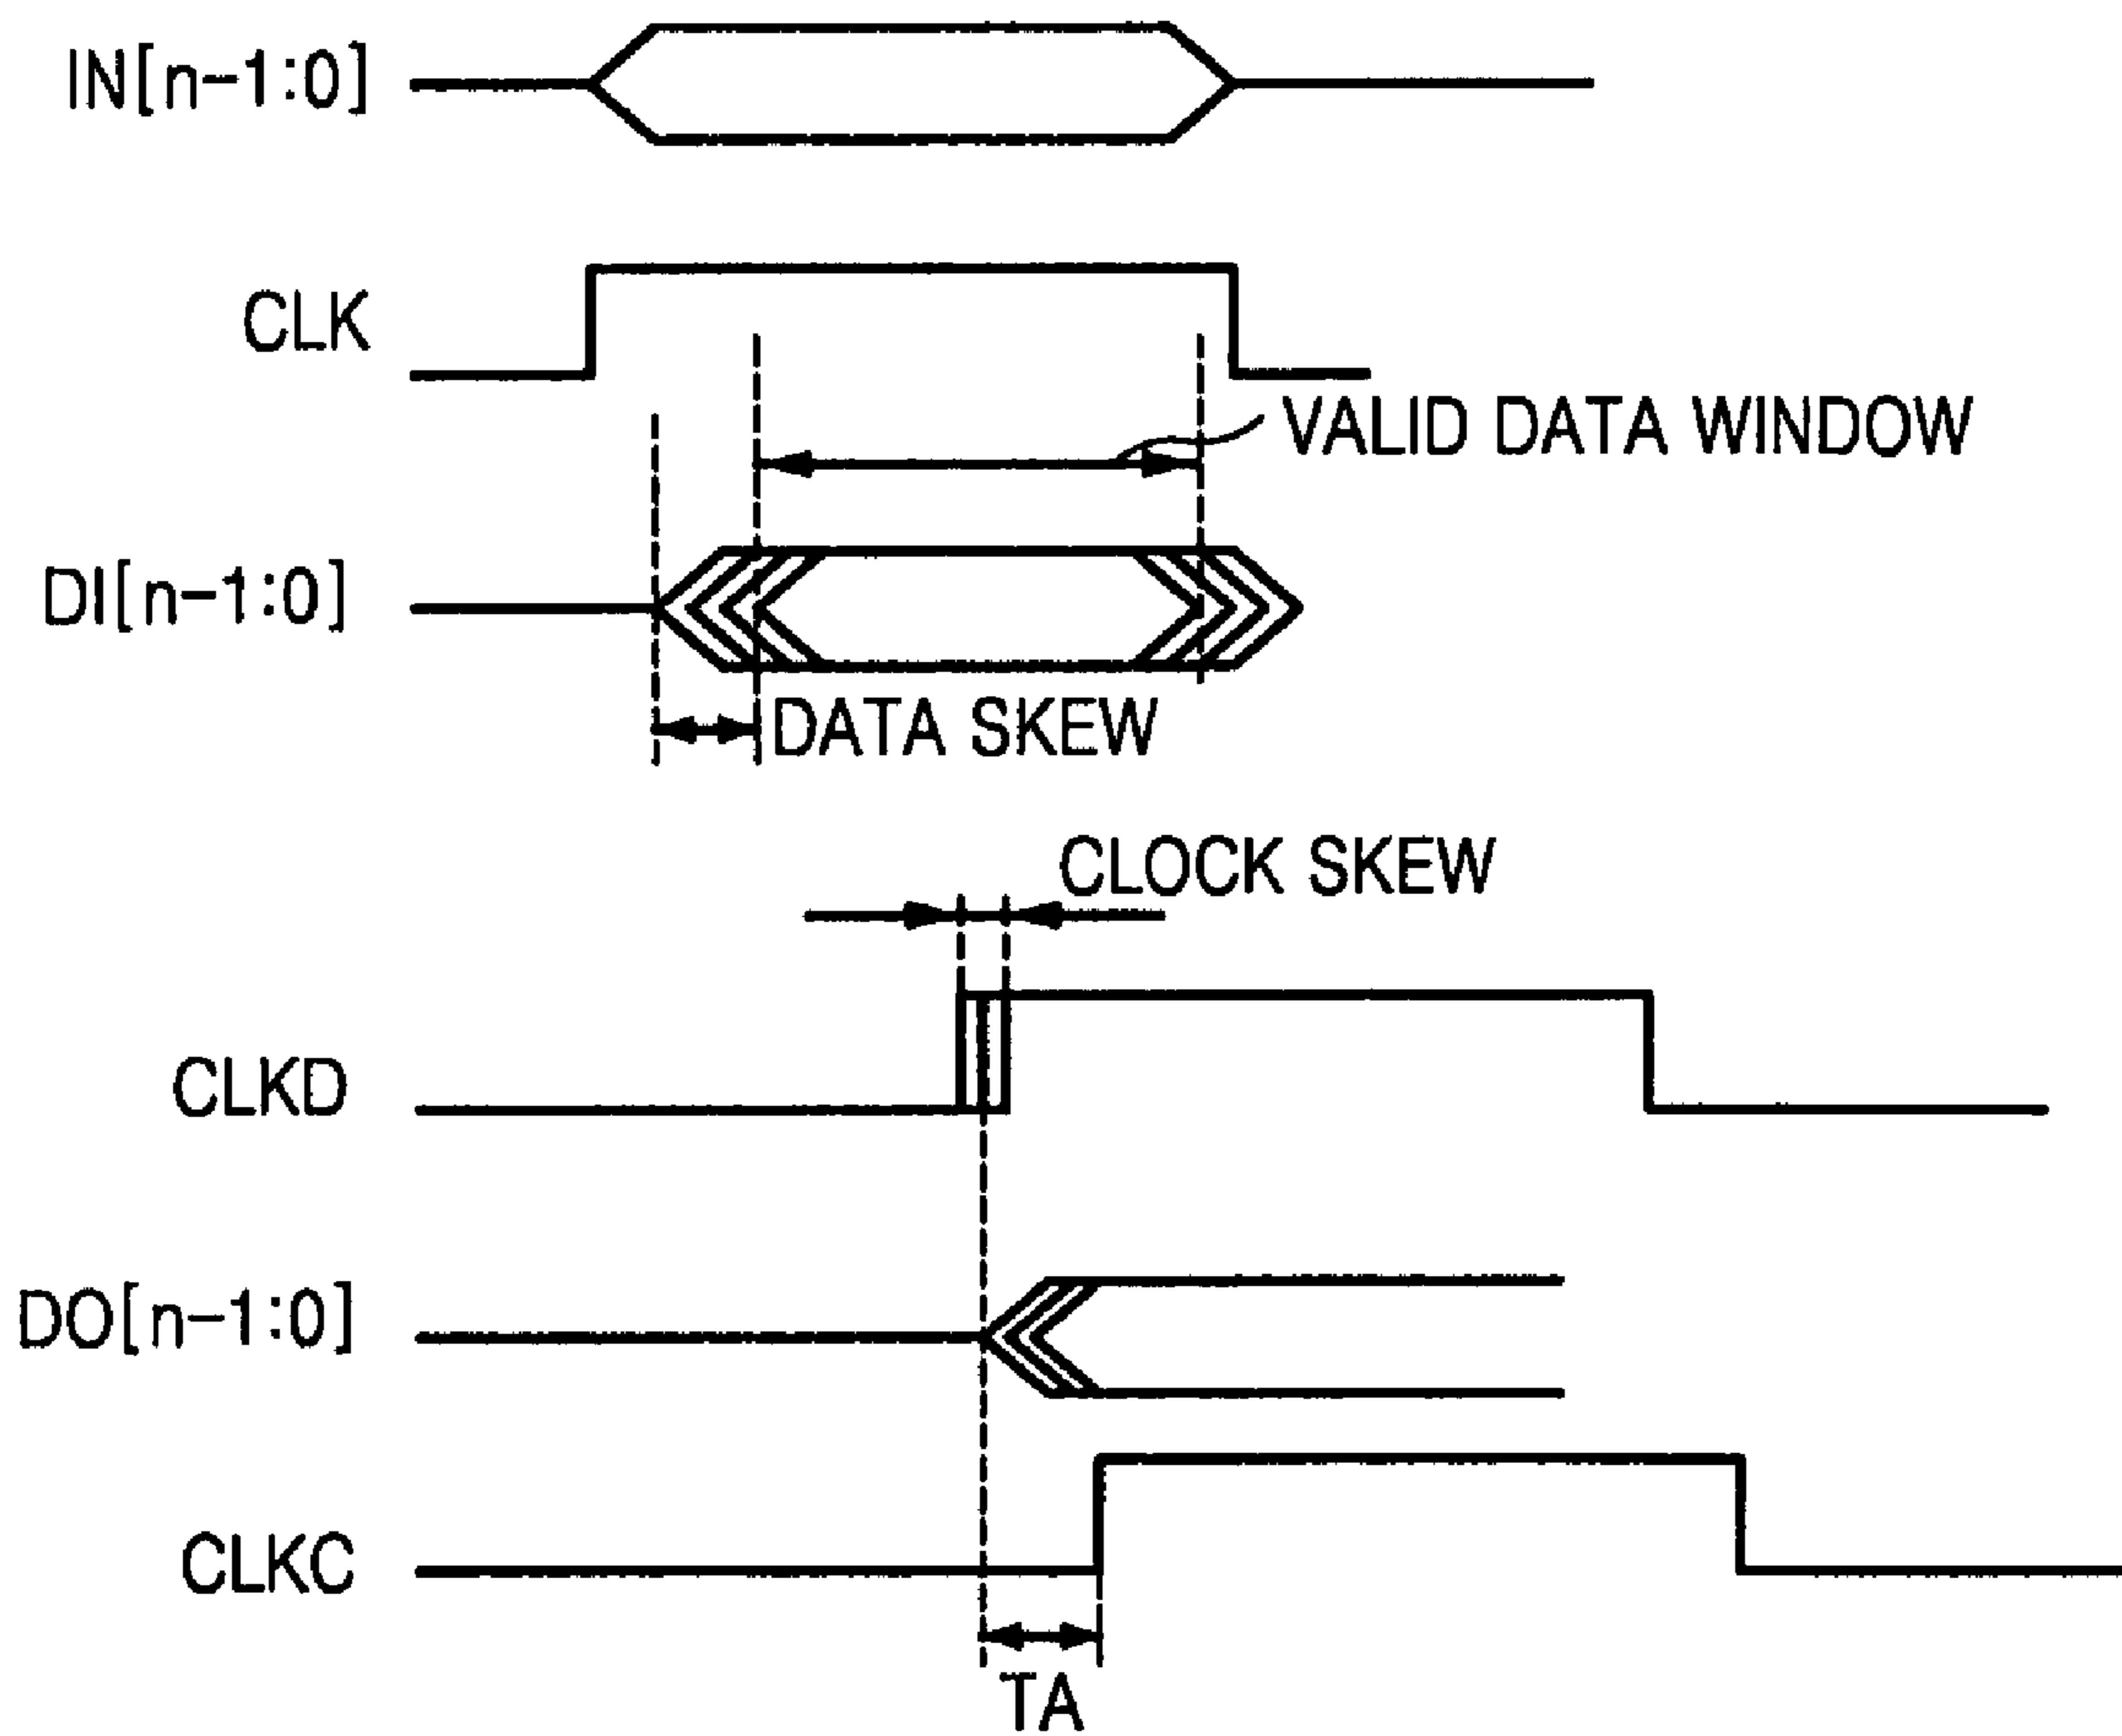 IN[n-1:0]
CLK
VALID DATA WINDOW
DI[n-1:0]
DATA SKEW
CLOCK SKEW
CLKD
DO[n-1:0]
CLKC
TA